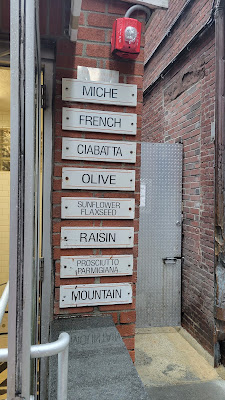 MICHE
FRENCH
CIABATTA
OLIVE
SUNFLOWER
FLAXSEED
RAISIN
PROSCIUTTO
PARMIGIANA
MOUNTAIN